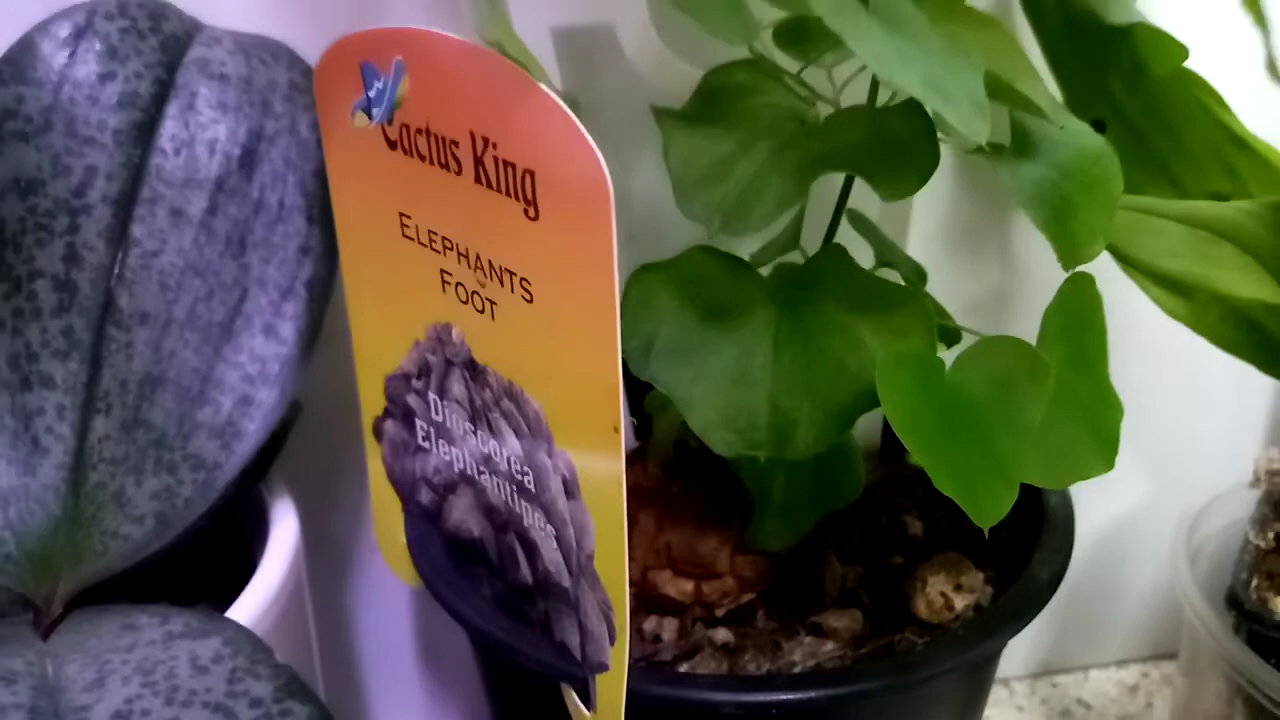 Cactus King
ELEPHANTS
FOOT
Dioscorea
Elephantipes